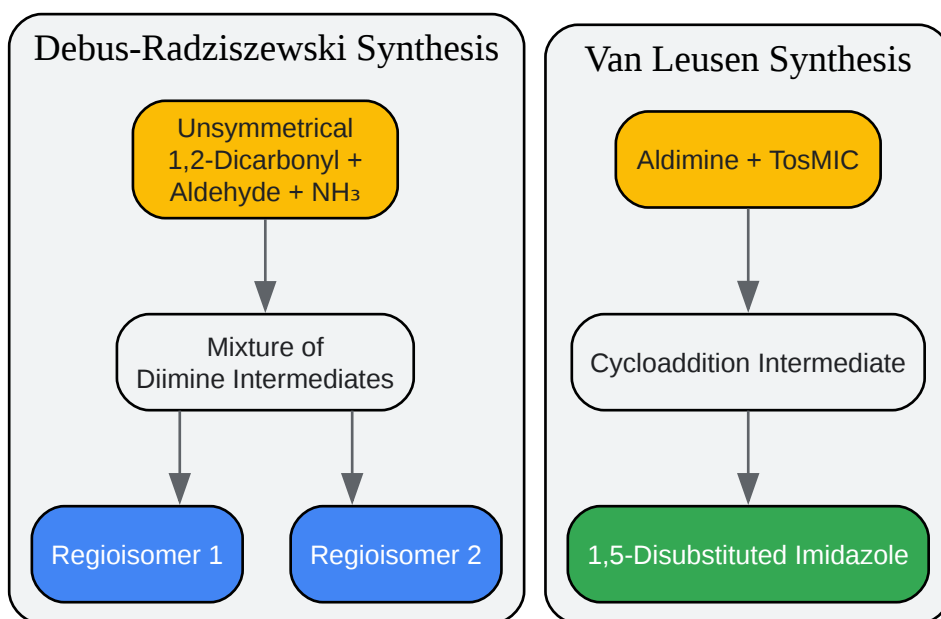 Debus-Radziszewski Synthesis
Unsymmetrical
1,2-Dicarbonyl +
Aldehyde + NH₃
Mixture of
Diimine Intermediates
Regioisomer 1
Regioisomer 2
Van Leusen Synthesis
Aldimine + TosMIC
Cycloaddition Intermediate
1,5-Disubstituted Imidazole